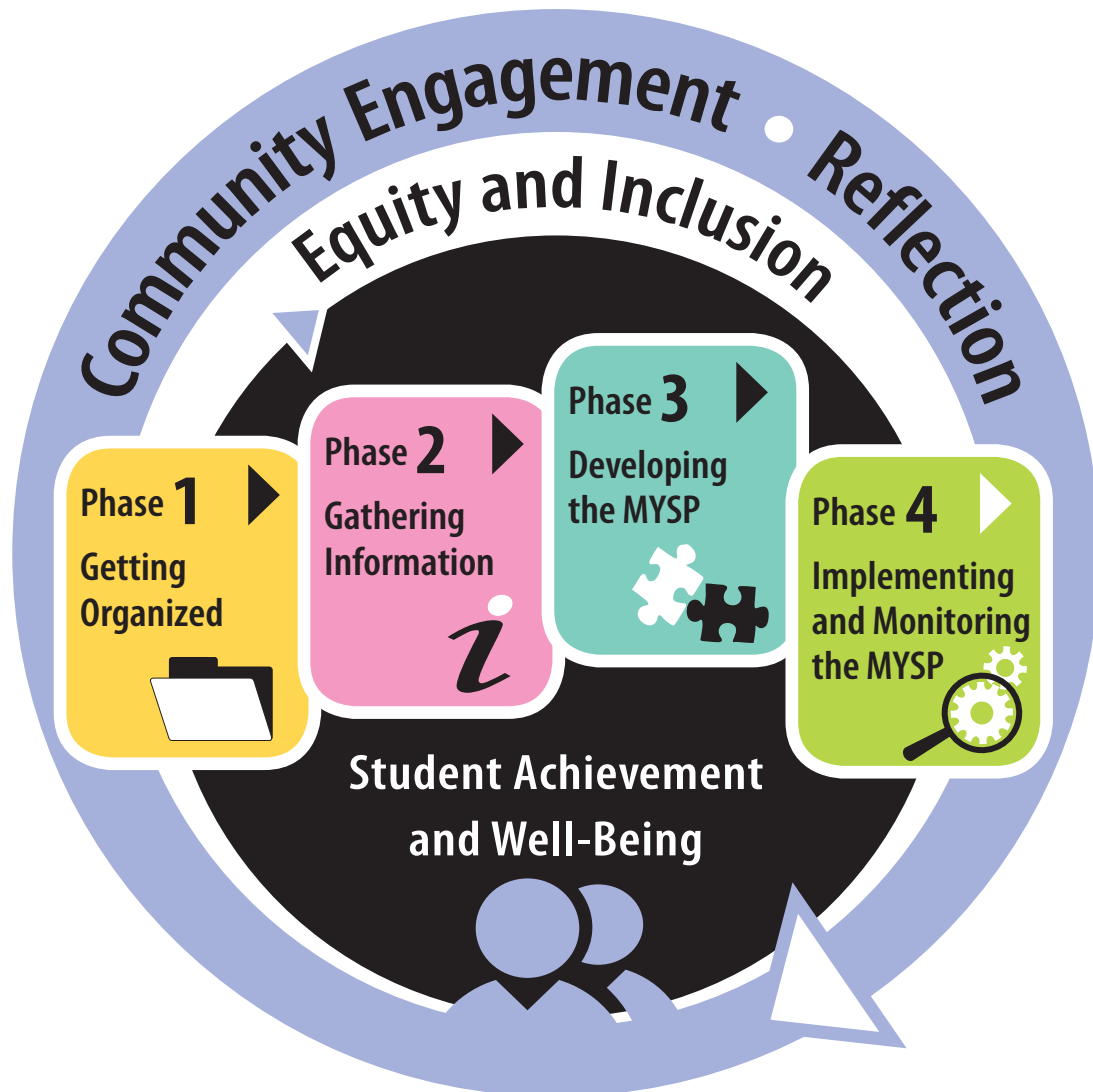 Community Engagement • Reflection
Equity and Inclusion
Phase 1
Getting
Organized
Phase 2
Gathering
Information
i
Phase 3
Developing
the MYSP
Phase 4
Implementing
and Monitoring
the MYSP
Student Achievement
and Well-Being